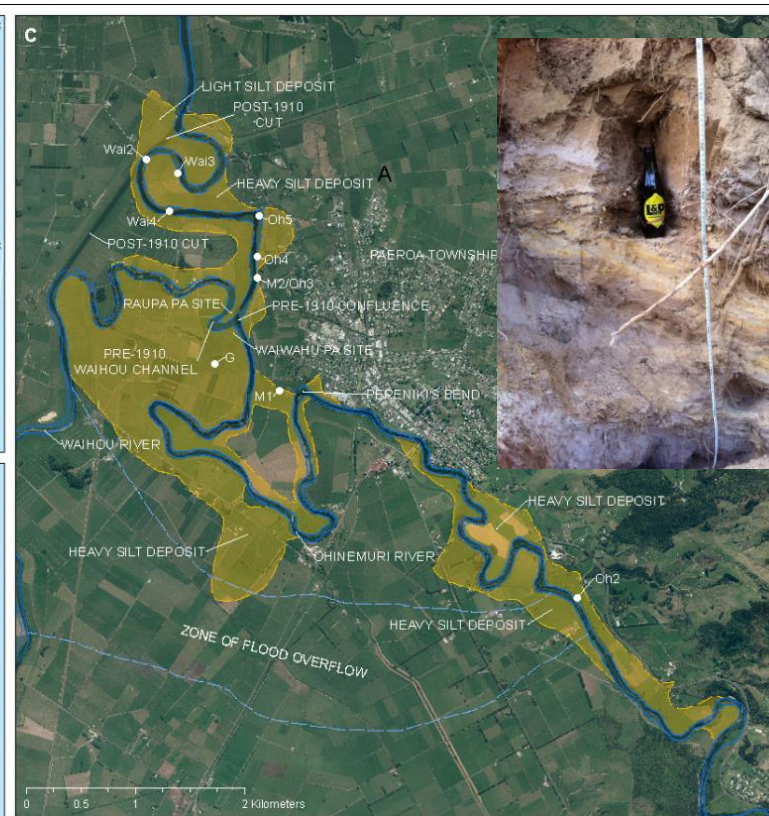 C
LIGHT SILT DEPOSIT
POST-1910
CUT
Wai2
Wai3
HEAVY SILT DEPOSIT
A
Wai4
Oh5
POST-1910 CUT
PAEROA TOWNSHIP
Oh4
M2/Oh3
RAUPA PA SITE
PRE-1910 CONFLUENCE
PRE-1910
WAIHOU CHANNEL
WAIWAHU PA SITE
G
M1
PERENIKI'S BEND
WAIHOU RIVER
HEAVY SILT DEPOSIT
HEAVY SILT DEPOSIT
OHINEMURI RIVER
Oh2
HEAVY SILT DEPOSIT
ZONE OF FLOOD OVERFLOW
0 0.5 1 2 Kilometers
L&P